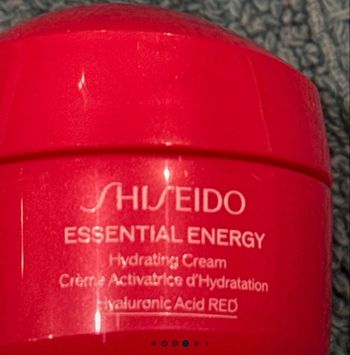 SHISEIDO
ESSENTIAL ENERGY
Hydrating Cream
Crème Activatrice d'Hydratation
Hyaluronic Acid RED